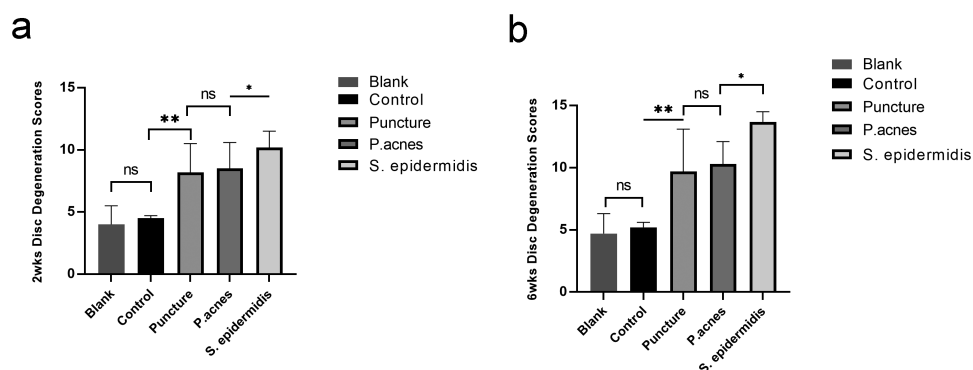 a
2wks Disc Degeneration Scores
15
10
5
0
ns
**
ns
*
Blank
Control
Puncture
P.acnes
S. epidermidis
Blank
Control
Puncture
P.acnes
S. epidermidis
b
6wks Disc Degeneration Scores
15
10
5
0
ns
**
ns
*
Blank
Control
Puncture
P.acnes
S. epidermidis
Blank
Control
Puncture
P.acnes
S. epidermidis